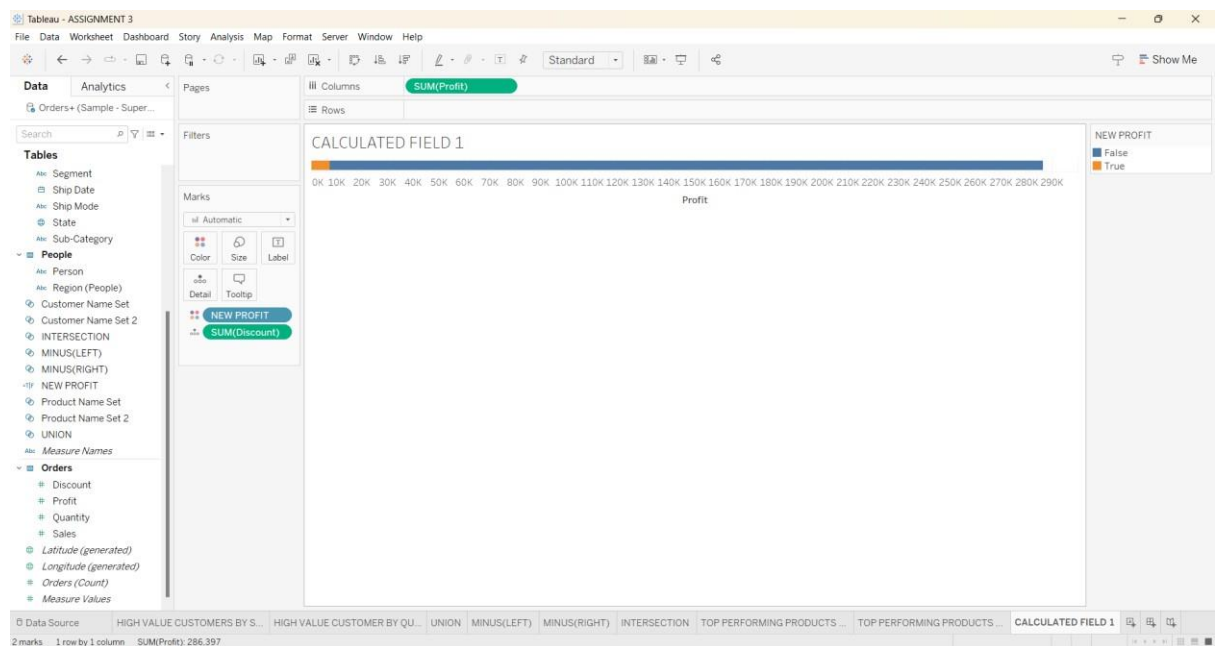 Tableau - ASSIGNMENT 3
File Data Worksheet Dashboard Story Analysis Map Format Server Window Help
Standard
Show Me
Data Analytics
Orders+ (Sample - Super...
Search
Tables
Abc Segment
Ship Date
Abc Ship Mode
State
Abc Sub-Category
People
Abc Person
Abc Region (People)
Customer Name Set
Customer Name Set 2
INTERSECTION
MINUS(LEFT)
MINUS(RIGHT)
=T|F NEW PROFIT
Product Name Set
Product Name Set 2
UNION
Abc Measure Names
Orders
# Discount
# Profit
# Quantity
# Sales
Latitude (generated)
Longitude (generated)
# Orders (Count)
# Measure Values
Pages
Filters
Marks
Automatic
Color Size Label
Detail Tooltip
NEW PROFIT
SUM(Discount)
Columns SUM(Profit)
Rows
CALCULATED FIELD 1
0K 10K 20K 30K 40K 50K 60K 70K 80K 90K 100K 110K 120K 130K 140K 150K 160K 170K 180K 190K 200K 210K 220K 230K 240K 250K 260K 270K 280K 290K
Profit
NEW PROFIT
False
True
Data Source HIGH VALUE CUSTOMERS BY S... HIGH VALUE CUSTOMER BY QU... UNION MINUS(LEFT) MINUS(RIGHT) INTERSECTION TOP PERFORMING PRODUCTS ... TOP PERFORMING PRODUCTS ... CALCULATED FIELD 1
2 marks 1 row by 1 column SUM(Profit): 286,397